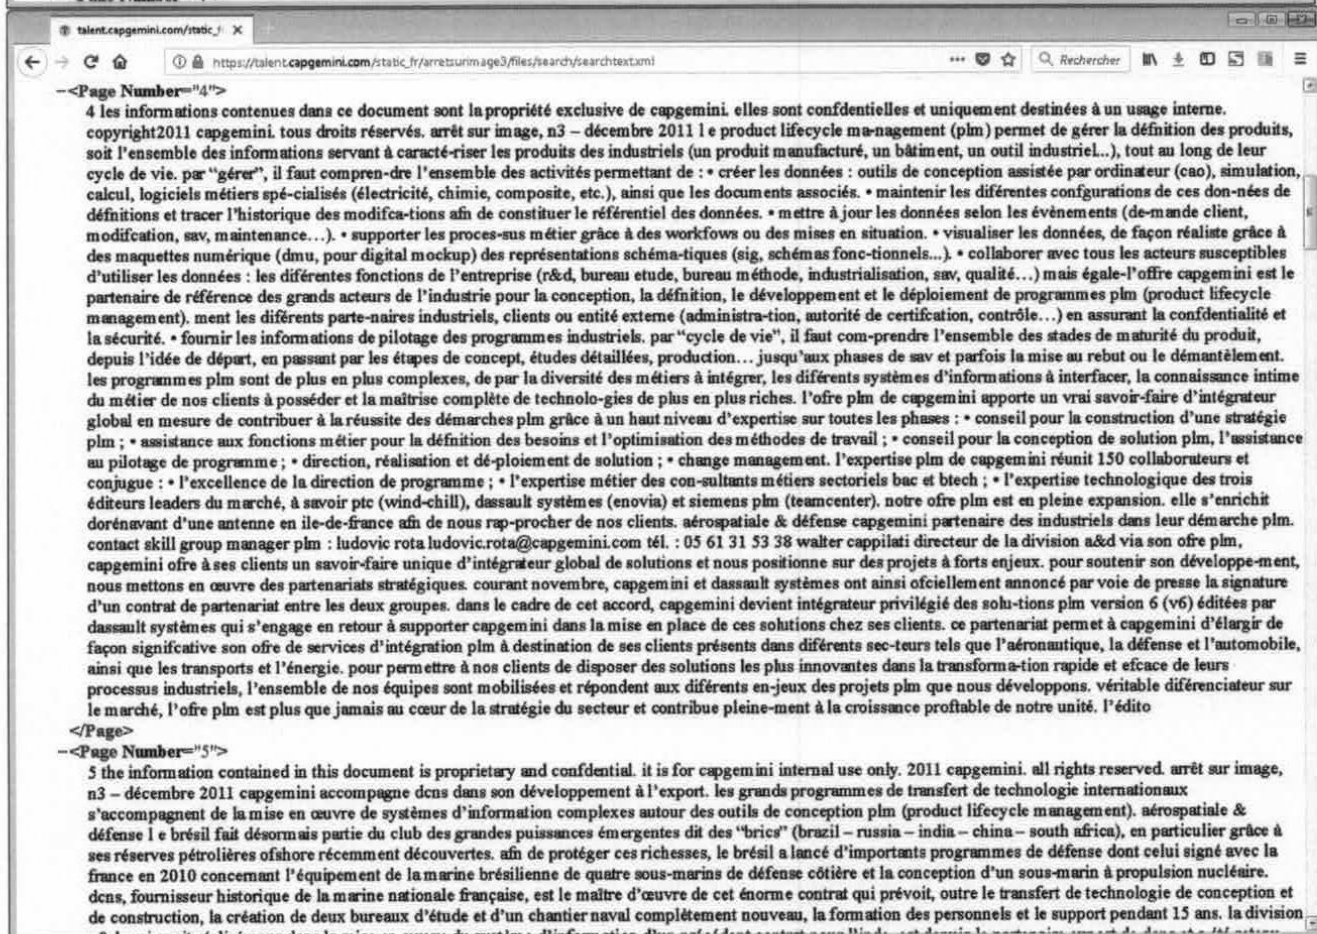 talent.capgemini.com/static_f
https://talent.capgemini.com/static_fr/arretsurimage3/files/search/searchtext.xml
Rechercher
−<Page Number="4">
4 les informations contenues dans ce document sont la propriété exclusive de capgemini. elles sont confdentielles et uniquement destinées à un usage interne.
copyright2011 capgemini. tous droits réservés. arrêt sur image, n3 – décembre 2011 l e product lifecycle ma-nagement (plm) permet de gérer la défnition des produits,
soit l'ensemble des informations servant à caracté-riser les produits des industriels (un produit manufacturé, un bâtiment, un outil industriel...), tout au long de leur
cycle de vie. par "gérer", il faut compren-dre l'ensemble des activités permettant de : • créer les données : outils de conception assistée par ordinateur (cao), simulation,
calcul, logiciels métiers spé-cialisés (électricité, chimie, composite, etc.), ainsi que les documents associés. • maintenir les diférentes confgurations de ces don-nées de
défnitions et tracer l'historique des modifca-tions afn de constituer le référentiel des données. • mettre à jour les données selon les évènements (de-mande client,
modifcation, sav, maintenance…). • supporter les proces-sus métier grâce à des workfows ou des mises en situation. • visualiser les données, de façon réaliste grâce à
des maquettes numérique (dmu, pour digital mockup) des représentations schéma-tiques (sig, schémas fonc-tionnels...). • collaborer avec tous les acteurs susceptibles
d'utiliser les données : les diférentes fonctions de l'entreprise (r&d, bureau etude, bureau méthode, industrialisation, sav, qualité…) mais égale-l'offre capgemini est le
partenaire de référence des grands acteurs de l'industrie pour la conception, la défnition, le développement et le déploiement de programmes plm (product lifecycle
management). ment les diférents parte-naires industriels, clients ou entité externe (administra-tion, autorité de certifcation, contrôle…) en assurant la confdentialité et
la sécurité. • fournir les informations de pilotage des programmes industriels. par "cycle de vie", il faut com-prendre l'ensemble des stades de maturité du produit,
depuis l'idée de départ, en passant par les étapes de concept, études détaillées, production… jusqu'aux phases de sav et parfois la mise au rebut ou le démantèlement.
les programmes plm sont de plus en plus complexes, de par la diversité des métiers à intégrer, les diférents systèmes d'informations à interfacer, la connaissance intime
du métier de nos clients à posséder et la maîtrise complète de technolo-gies de plus en plus riches. l'ofre plm de capgemini apporte un vrai savoir-faire d'intégrateur
global en mesure de contribuer à la réussite des démarches plm grâce à un haut niveau d'expertise sur toutes les phases : • conseil pour la construction d'une stratégie
plm ; • assistance aux fonctions métier pour la défnition des besoins et l'optimisation des méthodes de travail ; • conseil pour la conception de solution plm, l'assistance
au pilotage de programme ; • direction, réalisation et dé-ploiement de solution ; • change management. l'expertise plm de capgemini réunit 150 collaborateurs et
conjugue : • l'excellence de la direction de programme ; • l'expertise métier des con-sultants métiers sectoriels bac et btech ; • l'expertise technologique des trois
éditeurs leaders du marché, à savoir ptc (wind-chill), dassault systèmes (enovia) et siemens plm (teamcenter). notre ofre plm est en pleine expansion. elle s'enrichit
dorénavant d'une antenne en ile-de-france afn de nous rap-procher de nos clients. aérospatiale & défense capgemini partenaire des industriels dans leur démarche plm.
contact skill group manager plm : ludovic rota ludovic.rota@capgemini.com tél. : 05 61 31 53 38 walter cappilati directeur de la division a&d via son ofre plm,
capgemini ofre à ses clients un savoir-faire unique d'intégrateur global de solutions et nous positionne sur des projets à forts enjeux. pour soutenir son développe-ment,
nous mettons en œuvre des partenariats stratégiques. courant novembre, capgemini et dassault systèmes ont ainsi ofciellement annoncé par voie de presse la signature
d'un contrat de partenariat entre les deux groupes. dans le cadre de cet accord, capgemini devient intégrateur privilégié des solu-tions plm version 6 (v6) éditées par
dassault systèmes qui s'engage en retour à supporter capgemini dans la mise en place de ces solutions chez ses clients. ce partenariat permet à capgemini d'élargir de
façon signifcative son ofre de services d'intégration plm à destination de ses clients présents dans diférents sec-teurs tels que l'aéronautique, la défense et l'automobile,
ainsi que les transports et l'énergie. pour permettre à nos clients de disposer des solutions les plus innovantes dans la transforma-tion rapide et efcace de leurs
processus industriels, l'ensemble de nos équipes sont mobilisées et répondent aux diférents en-jeux des projets plm que nous développons. véritable diférenciateur sur
le marché, l'ofre plm est plus que jamais au cœur de la stratégie du secteur et contribue pleine-ment à la croissance proftable de notre unité. l'édito
</Page>
−<Page Number="5">
5 the information contained in this document is proprietary and confdential. it is for capgemini internal use only. 2011 capgemini. all rights reserved. arrêt sur image,
n3 – décembre 2011 capgemini accompagne dcns dans son développement à l'export. les grands programmes de transfert de technologie internationaux
s'accompagnent de la mise en œuvre de systèmes d'information complexes autour des outils de conception plm (product lifecycle management). aérospatiale &
défense l e brésil fait désormais partie du club des grandes puissances émergentes dit des "brics" (brazil – russia – india – china – south africa), en particulier grâce à
ses réserves pétrolières ofshore récemment découvertes. afn de protéger ces richesses, le brésil a lancé d'importants programmes de défense dont celui signé avec la
france en 2010 concernant l'équipement de la marine brésilienne de quatre sous-marins de défense côtière et la conception d'un sous-marin à propulsion nucléaire.
dcns, fournisseur historique de la marine nationale française, est le maître d'œuvre de cet énorme contrat qui prévoit, outre le transfert de technologie de conception et
de construction, la création de deux bureaux d'étude et d'un chantier naval complètement nouveau, la formation des personnels et le support pendant 15 ans. la division